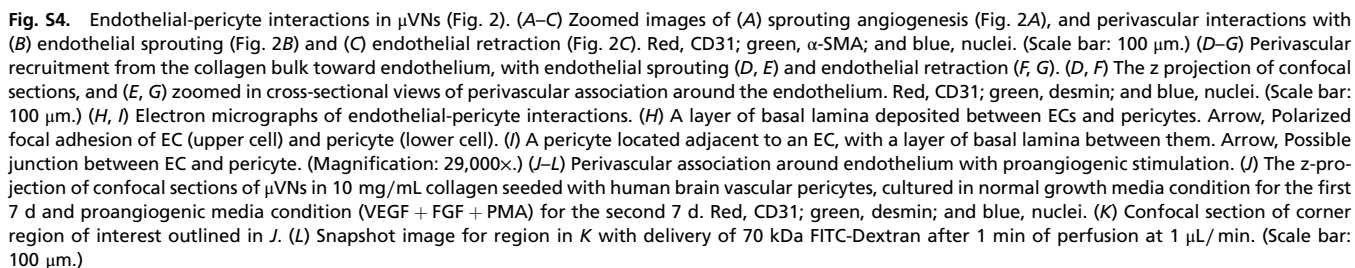 Fig. S4. Endothelial-pericyte interactions in μVNs (Fig. 2). (A–C) Zoomed images of (A) sprouting angiogenesis (Fig. 2A), and perivascular interactions with
(B) endothelial sprouting (Fig. 2B) and (C) endothelial retraction (Fig. 2C). Red, CD31; green, α-SMA; and blue, nuclei. (Scale bar: 100 μm.) (D–G) Perivascular
recruitment from the collagen bulk toward endothelium, with endothelial sprouting (D, E) and endothelial retraction (F, G). (D, F) The z projection of confocal
sections, and (E, G) zoomed in cross-sectional views of perivascular association around the endothelium. Red, CD31; green, desmin; and blue, nuclei. (Scale bar:
100 μm.) (H, I) Electron micrographs of endothelial-pericyte interactions. (H) A layer of basal lamina deposited between ECs and pericytes. Arrow, Polarized
focal adhesion of EC (upper cell) and pericyte (lower cell). (I) A pericyte located adjacent to an EC, with a layer of basal lamina between them. Arrow, Possible
junction between EC and pericyte. (Magnification: 29,000×.) (J–L) Perivascular association around endothelium with proangiogenic stimulation. (J) The z-pro-
jection of confocal sections of μVNs in 10 mg/mL collagen seeded with human brain vascular pericytes, cultured in normal growth media condition for the first
7 d and proangiogenic media condition (VEGF + FGF + PMA) for the second 7 d. Red, CD31; green, desmin; and blue, nuclei. (K) Confocal section of corner
region of interest outlined in J. (L) Snapshot image for region in K with delivery of 70 kDa FITC-Dextran after 1 min of perfusion at 1 μL/min. (Scale bar:
100 μm.)